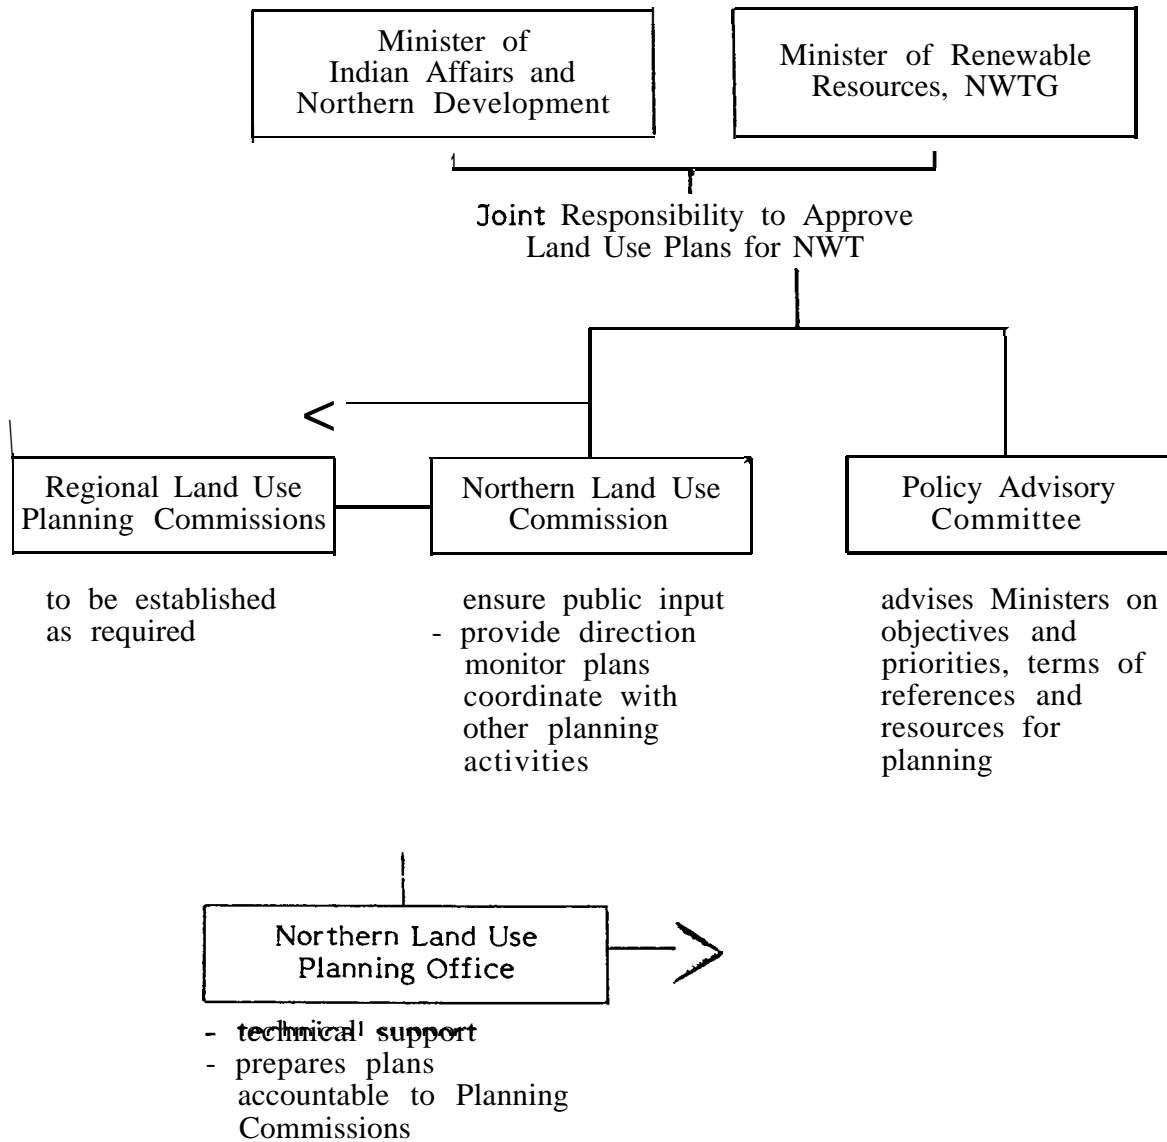 Minister of
Indian Affairs and
Northern Development
Minister of Renewable
Resources, NWTG
Joint Responsibility to Approve
Land Use Plans for NWT
Regional Land Use
Planning Commissions
to be established
as required
Northern Land Use
Commission
ensure public input
- provide direction
monitor plans
coordinate with
other planning
activities
Policy Advisory
Committee
advises Ministers on
objectives and
priorities, terms of
references and
resources for
planning
Northern Land Use
Planning Office
- technical support
- prepares plans
accountable to Planning
Commissions